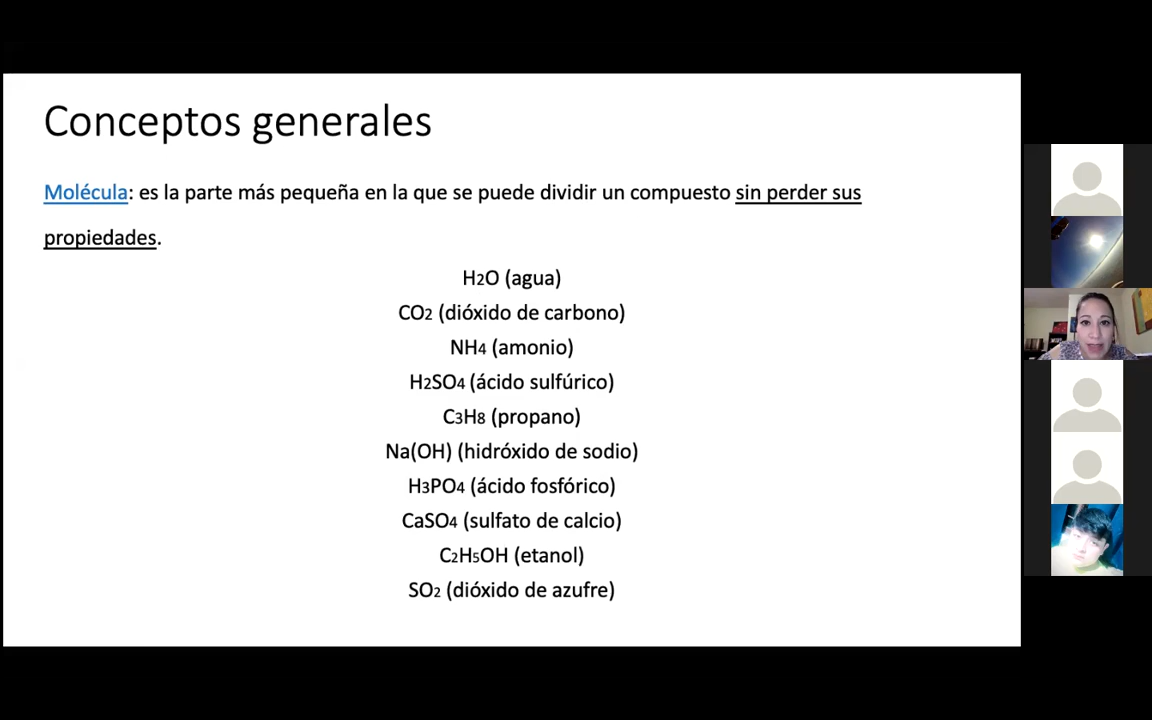 Conceptos generales
Molécula: es la parte más pequeña en la que se puede dividir un compuesto sin perder sus
propiedades.
H2O (agua)
CO2 (dióxido de carbono)
NH4 (amonio)
H2SO4 (ácido sulfúrico)
C3H8 (propano)
Na(OH) (hidróxido de sodio)
H3PO4 (ácido fosfórico)
CaSO4 (sulfato de calcio)
C2H5OH (etanol)
SO2 (dióxido de azufre)